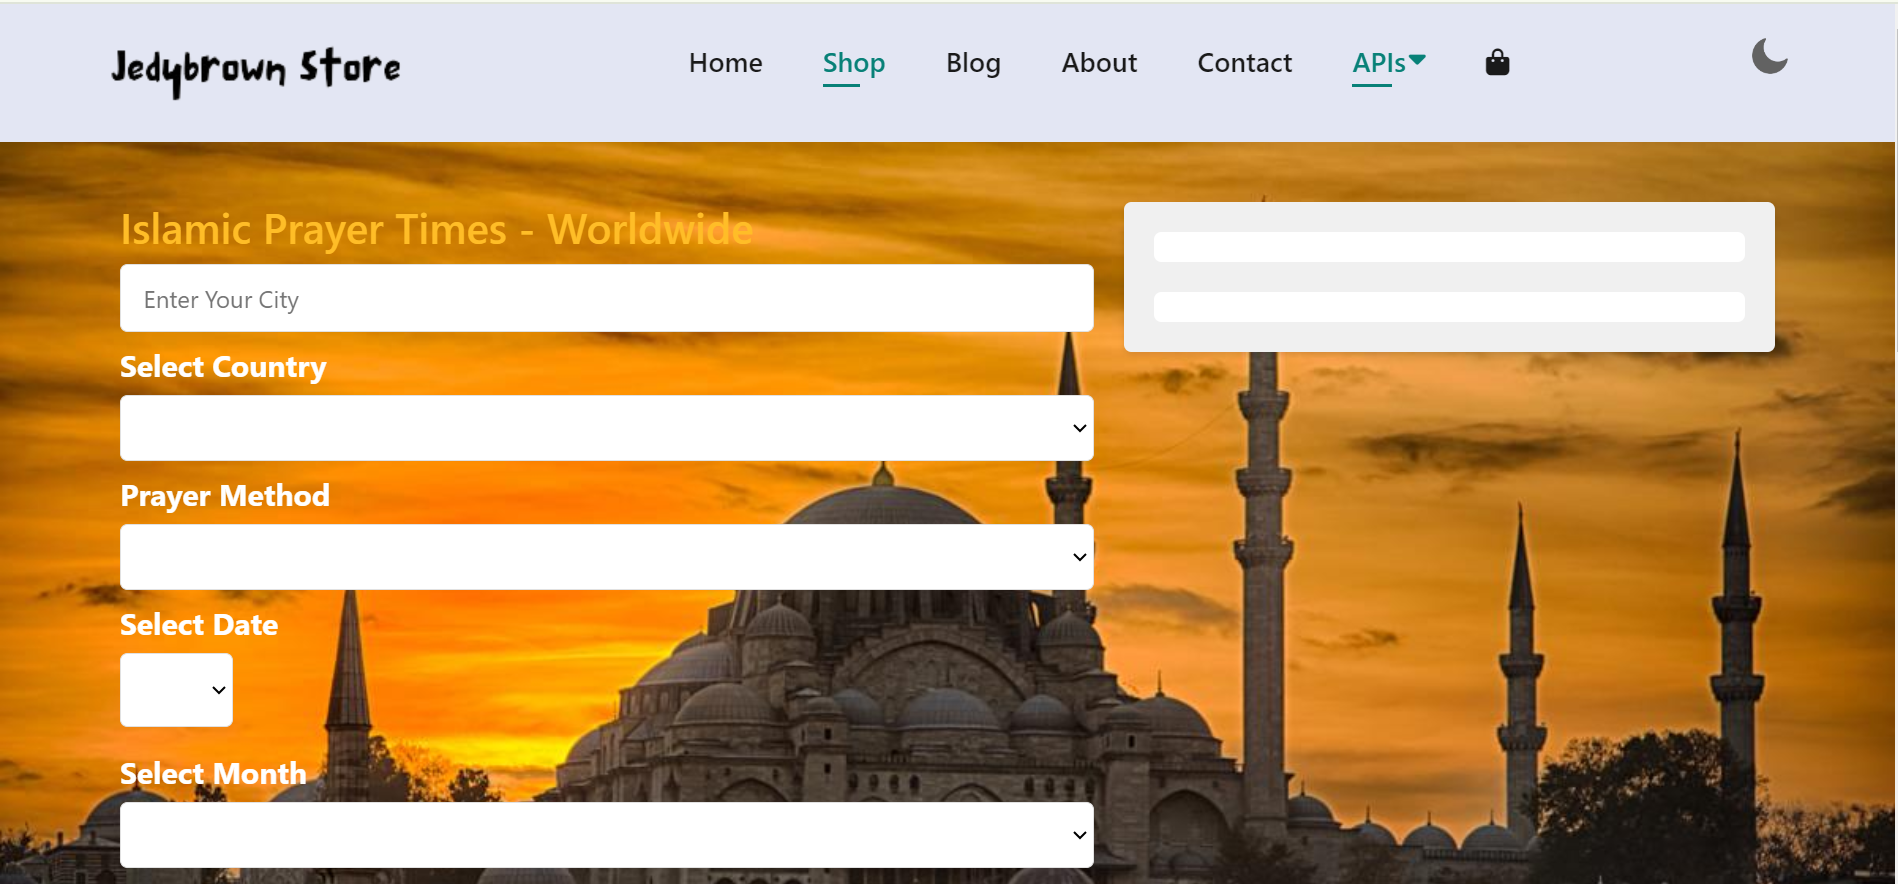 Jedybrown Store
Home Shop Blog About Contact APIs
Islamic Prayer Times - Worldwide
Enter Your City
Select Country
Prayer Method
Select Date
Select Month